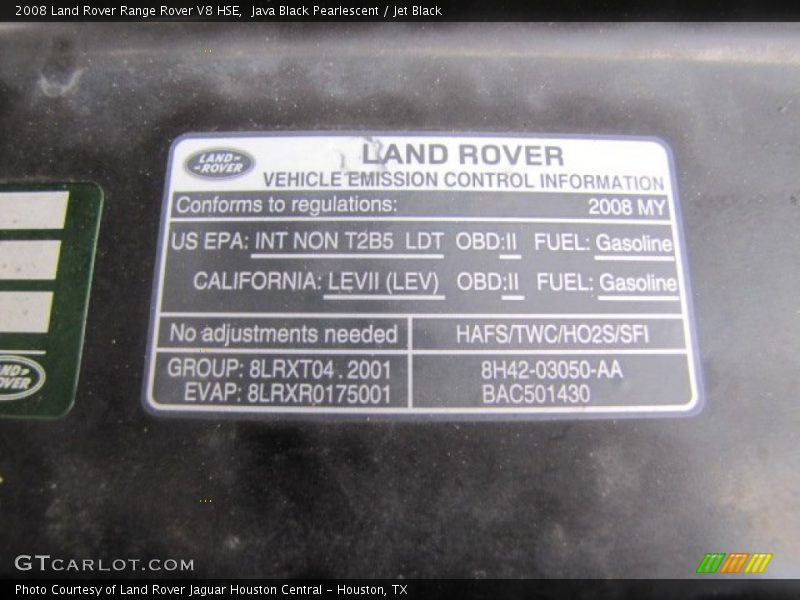 2008 Land Rover Range Rover V8 HSE, Java Black Pearlescent / Jet Black
LAND-
-ROVER
LAND ROVER
VEHICLE EMISSION CONTROL INFORMATION
Conforms to regulations: 2008 MY
US EPA: INT NON T2B5 LDT OBD:II FUEL: Gasoline
CALIFORNIA: LEVII (LEV) OBD:II FUEL: Gasoline
No adjustments needed HAFS/TWC/HO2S/SFI
GROUP: 8LRXT04.2001 8H42-03050-AA
EVAP: 8LRXR0175001 BAC501430
GTCARLOT.COM
Photo Courtesy of Land Rover Jaguar Houston Central - Houston, TX